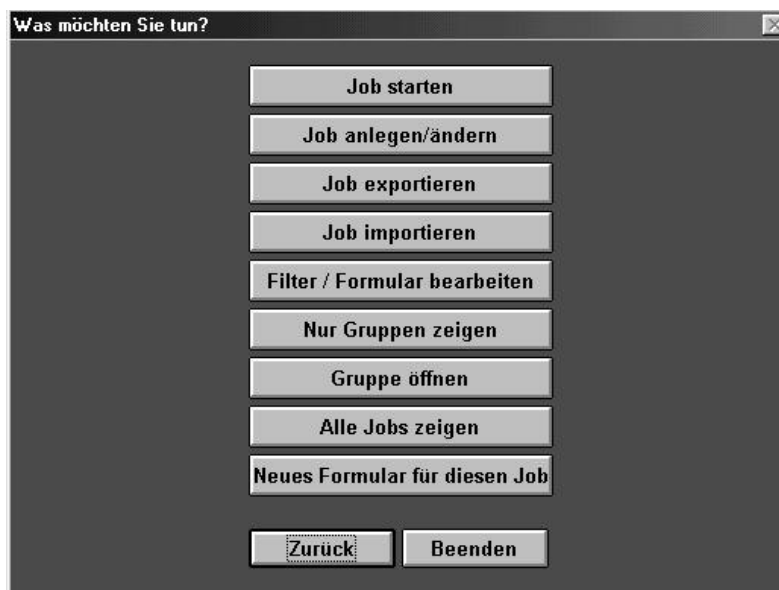 Was möchten Sie tun?
Job starten
Job anlegen/ändern
Job exportieren
Job importieren
Filter / Formular bearbeiten
Nur Gruppen zeigen
Gruppe öffnen
Alle Jobs zeigen
Neues Formular für diesen Job
Zurück Beenden